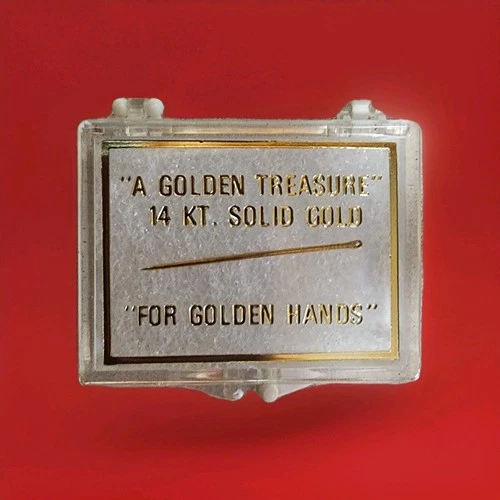 "A GOLDEN TREASURE"
14 KT. SOLID GOLD
"FOR GOLDEN HANDS"